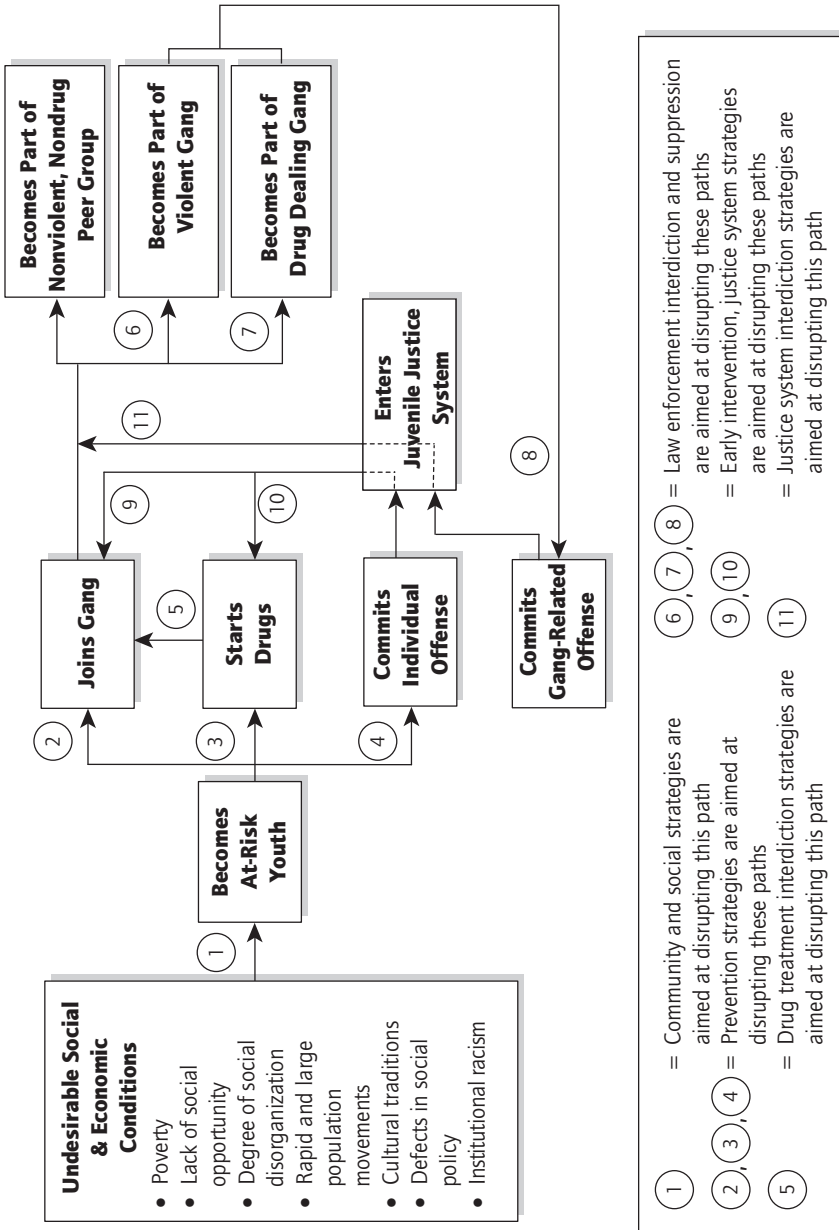 Undesirable Social
& Economic
Conditions
• Poverty
• Lack of social
opportunity
• Degree of social
disorganization
• Rapid and large
population
movements
• Cultural traditions
• Defects in social
policy
• Institutional racism
1
Becomes
At-Risk
Youth
2
3
4
Joins Gang
5
Starts
Drugs
Commits
Individual
Offense
Commits
Gang-Related
Offense
9
10
11
Enters
Juvenile Justice
System
8
6
7
Becomes Part of
Nonviolent, Nondrug
Peer Group
Becomes Part of
Violent Gang
Becomes Part of
Drug Dealing Gang
1 = Community and social strategies are
aimed at disrupting this path
2, 3, 4 = Prevention strategies are aimed at
disrupting these paths
5 = Drug treatment interdiction strategies are
aimed at disrupting this path
6, 7, 8 = Law enforcement interdiction and suppression
are aimed at disrupting these paths
9, 10 = Early intervention, justice system strategies
are aimed at disrupting these paths
11 = Justice system interdiction strategies are
aimed at disrupting this path